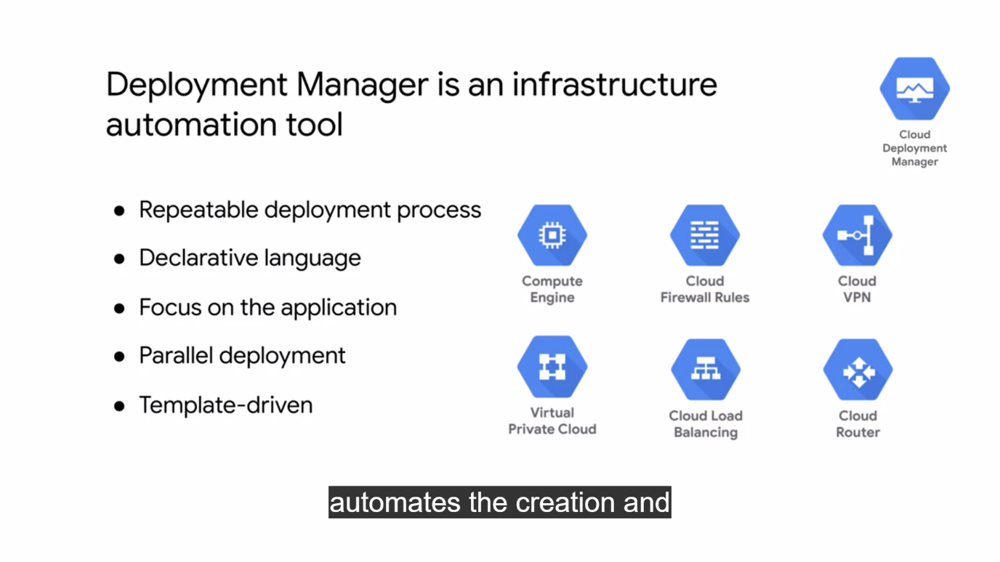 Deployment Manager is an infrastructure
automation tool
Cloud
Deployment
Manager
● Repeatable deployment process
● Declarative language
● Focus on the application
● Parallel deployment
● Template-driven
Compute
Engine
Cloud
Firewall Rules
Cloud
VPN
Virtual
Private Cloud
Cloud Load
Balancing
Cloud
Router
automates the creation and